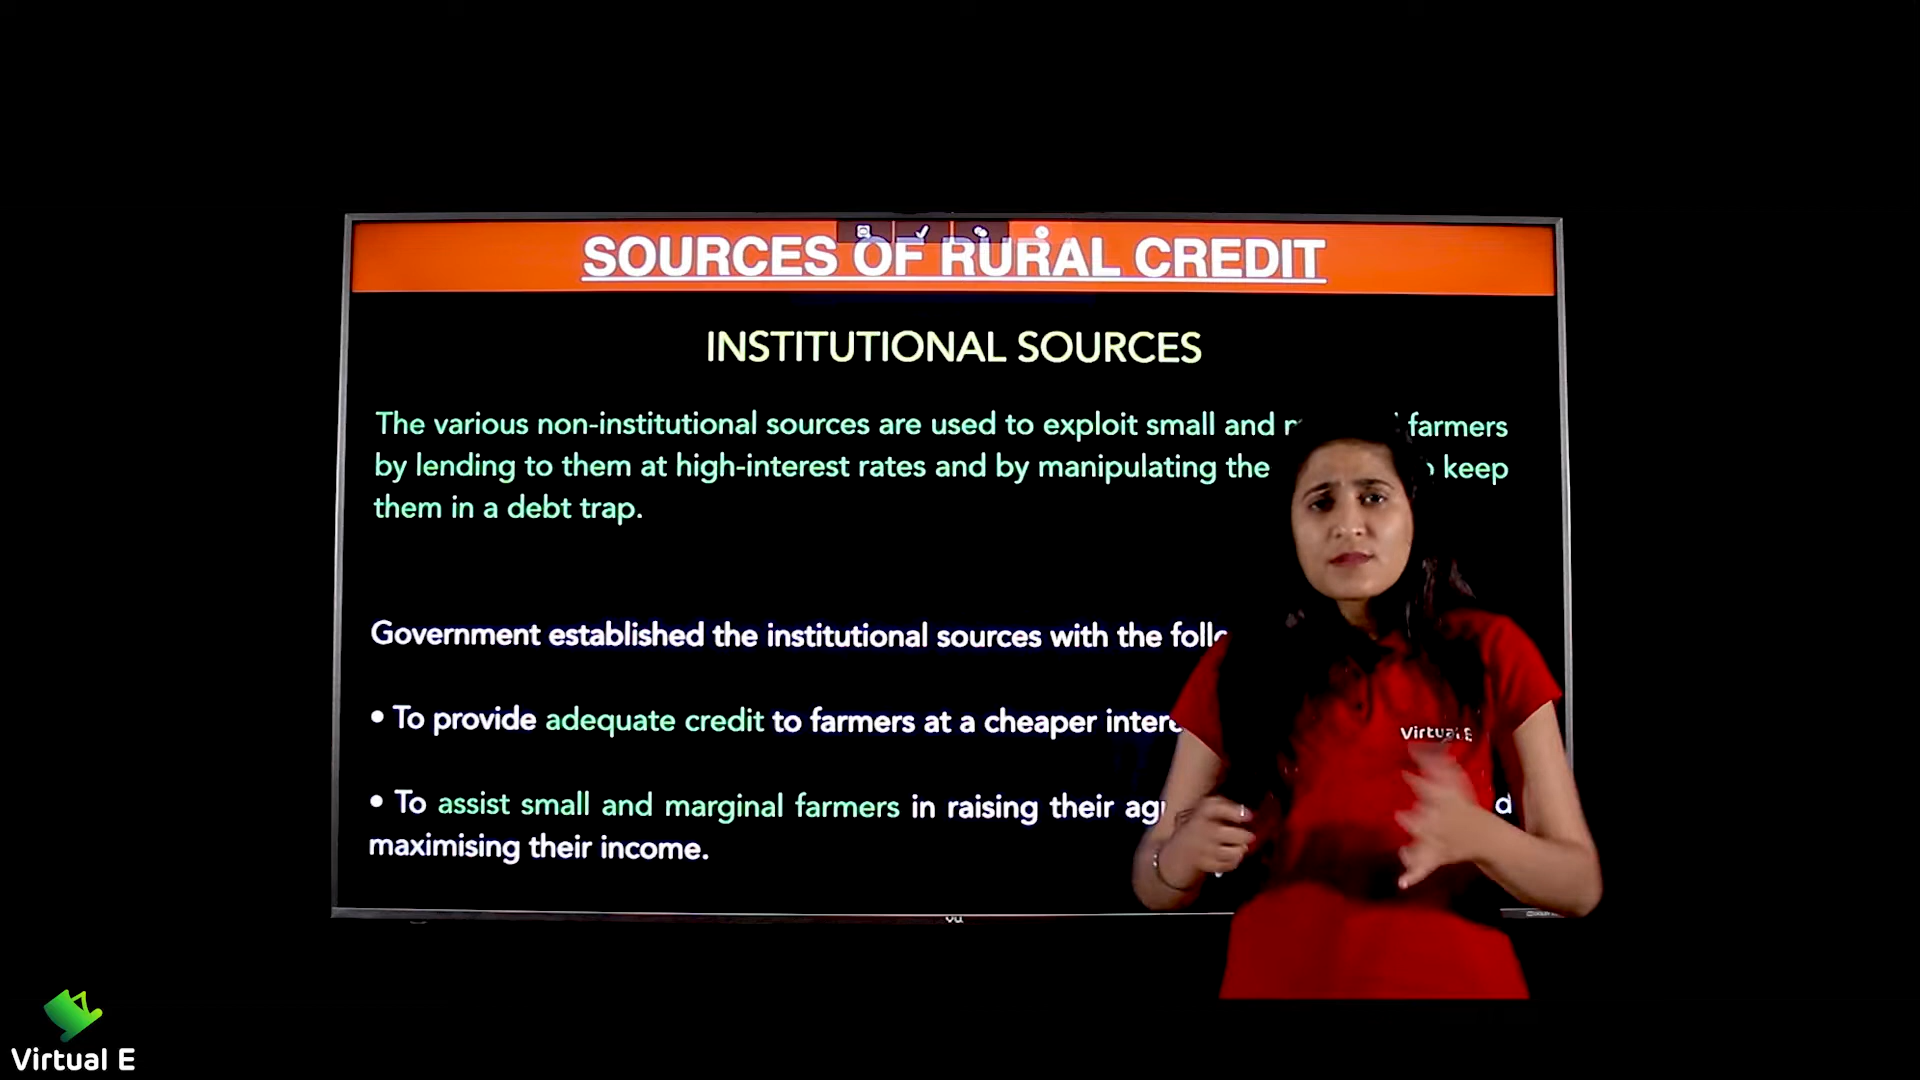 SOURCES OF RURAL CREDIT
INSTITUTIONAL SOURCES
The various non-institutional sources are used to exploit small and farmers
by lending to them at high-interest rates and by manipulating the keep
them in a debt trap.
Government established the institutional sources with the
• To provide adequate credit to farmers at a cheaper
• To assist small and marginal farmers in raising their
maximising their income.
Virtual E
vu
Virtual E